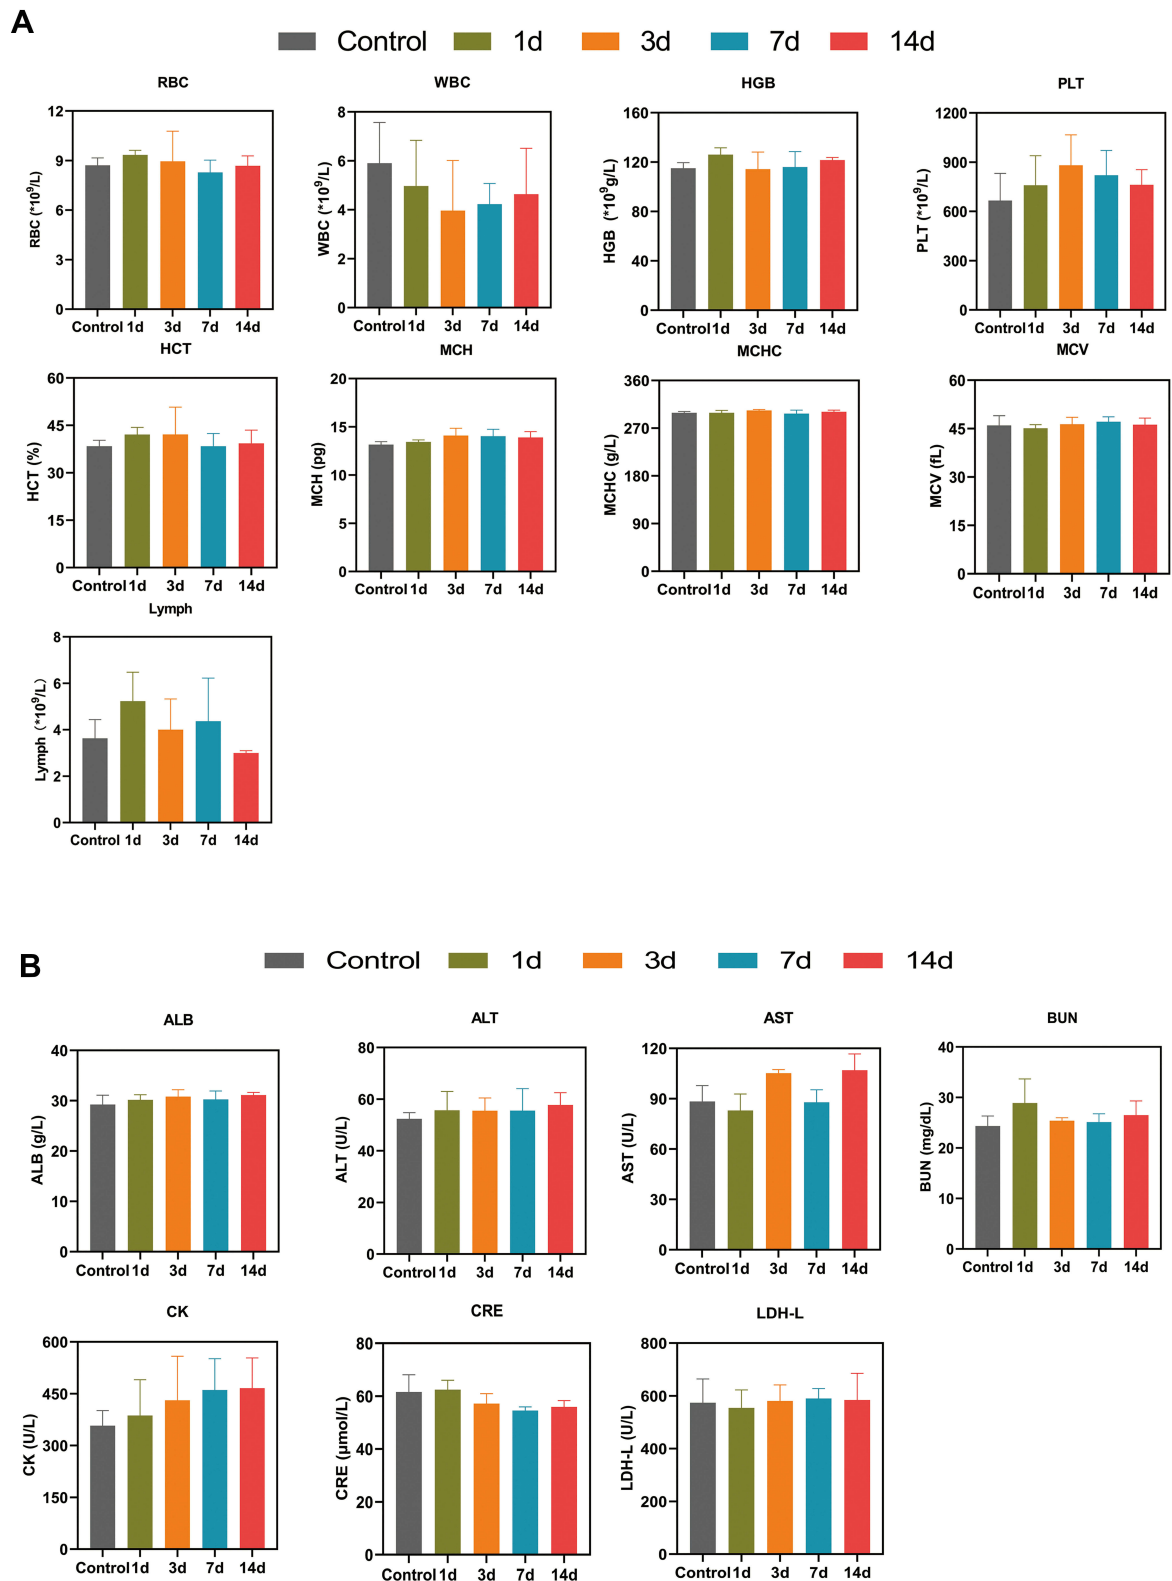 A
Control 1d 3d 7d 14d
RBC WBC HGB PLT
RBC (*10⁹/L)
12
9
6
3
0
Control 1d 3d 7d 14d
WBC (*10⁹/L)
8
6
4
2
0
Control 1d 3d 7d 14d
HGB (*10⁹g/L)
160
120
80
40
0
Control 1d 3d 7d 14d
PLT (*10⁹/L)
1200
900
600
300
0
Control 1d 3d 7d 14d
HCT MCH MCHC MCV
HCT (%)
60
45
30
15
0
Control 1d 3d 7d 14d
MCH (pg)
20
15
10
5
0
Control 1d 3d 7d 14d
MCHC (g/L)
360
270
180
90
0
Control 1d 3d 7d 14d
MCV (fL)
60
45
30
15
0
Control 1d 3d 7d 14d
Lymph
Lymph (*10⁹/L)
8
6
4
2
0
Control 1d 3d 7d 14d
B
Control 1d 3d 7d 14d
ALB ALT AST BUN
ALB (g/L)
40
30
20
10
0
Control 1d 3d 7d 14d
ALT (U/L)
80
60
40
20
0
Control 1d 3d 7d 14d
AST (U/L)
120
90
60
30
0
Control 1d 3d 7d 14d
BUN (mg/dL)
40
30
20
10
0
Control 1d 3d 7d 14d
CK CRE LDH-L
CK (U/L)
600
450
300
150
0
Control 1d 3d 7d 14d
CRE (μmol/L)
80
60
40
20
0
Control 1d 3d 7d 14d
LDH-L (U/L)
800
600
400
200
0
Control 1d 3d 7d 14d